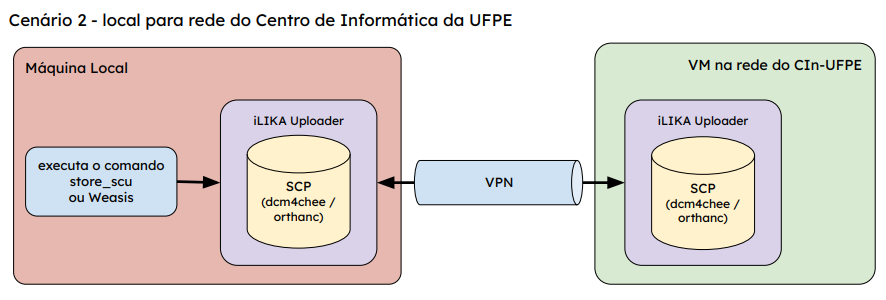 Cenário 2 - local para rede do Centro de Informática da UFPE
Máquina Local
executa o comando
store_scu
ou Weasis
iLIKA Uploader
SCP
(dcm4chee /
orthanc)
VPN
VM na rede do CIn-UFPE
iLIKA Uploader
SCP
(dcm4chee /
orthanc)